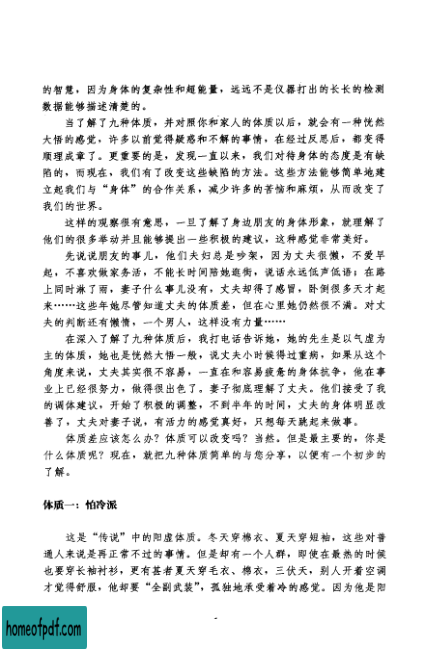 的智慧，因为身体的复杂性和超能量，远远不是仪器打出的长长的检测
数据能够描述清楚的。
当了解了九种体质，并对照你和家人的体质以后，就会有一种恍然
大悟的感觉，许多以前觉得疑惑和不解的事情，在经过反思后，都变得
顺理成章了。更重要的是，发现一直以来，我们对待身体的态度是有缺
陷的，而现在，我们有了改变这些缺陷的方法。这些方法能够简单地建
立起我们与“身体”的合作关系，减少许多的苦恼和麻烦，从而改变了
我们的世界。
这样的观察很有意思，一旦了解了身边朋友的身体形象，就理解了
他们的很多举动并且能够提出一些积极的建议，这种感觉非常美好。
先说说朋友的事儿，他们夫妇总是吵架，因为丈夫很懒，不爱早
起，不喜欢做家务活，不能长时间陪她逛街，说话永远低声低语；在路
上同时淋了雨，妻子什么事儿没有，丈夫却得了感冒，卧倒很多天才起
来……这些年她尽管知道丈夫的体质差，但在心里她仍然很不满。对丈
夫的判断还有懒惰，一个男人，这样没有力量……
在深入了解了九种体质后，我打电话告诉她，她的先生是以气虚为
主的体质，她也是恍然大悟一般，说丈夫小时候得过重病，如果从这个
角度来说，丈夫其实很不容易，一直在和容易疲惫的身体抗争，他在事
业上已经很努力，做得很出色了。妻子彻底理解了丈夫。他们接受了我
的调体建议，开始了积极的调整，不到半年的时间，丈夫的身体明显改
善了，丈夫对妻子说，有活力的感觉真好，只想每天跳起来做事。
体质差应该怎么办？体质可以改变吗？当然。但是最主要的，你是
什么体质呢？现在，就把九种体质简单的与您分享，以便有一个初步的
了解。
体质一：怕冷派
这是“传说”中的阳虚体质。冬天穿棉衣、夏天穿短袖，这些对普
通人来说是再正常不过的事情。但是却有一个人群，即使在最热的时候
也要穿长袖衬衫，更有甚者夏天穿毛衣、棉衣，三伏天，别人开着空调
才觉得舒服，他却要“全副武装”，孤独地承受着冷的感觉。因为他是阳
homeofpdf.com